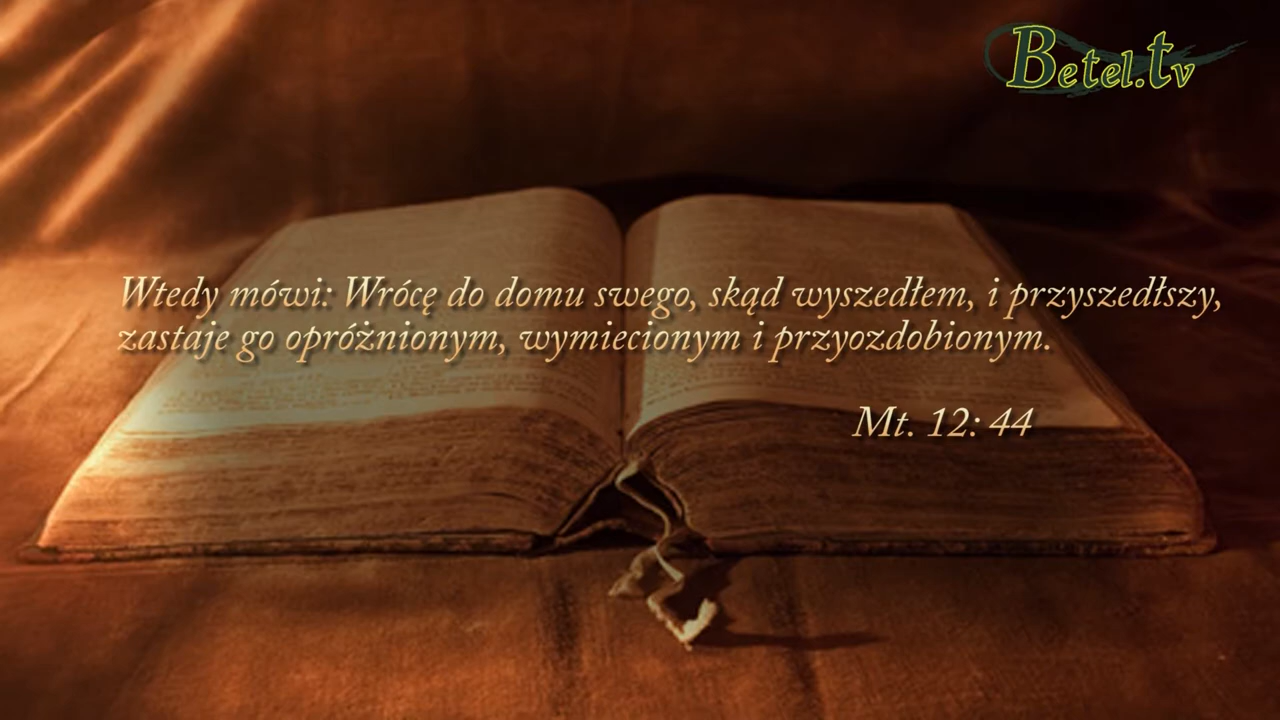 Betel.tv
Wtedy mówi: Wrócę do domu swego, skąd wyszedłem, i przyszedłszy,
zastaje go opróżnionym, wymiecionym i przyozdobionym.
Mt. 12: 44